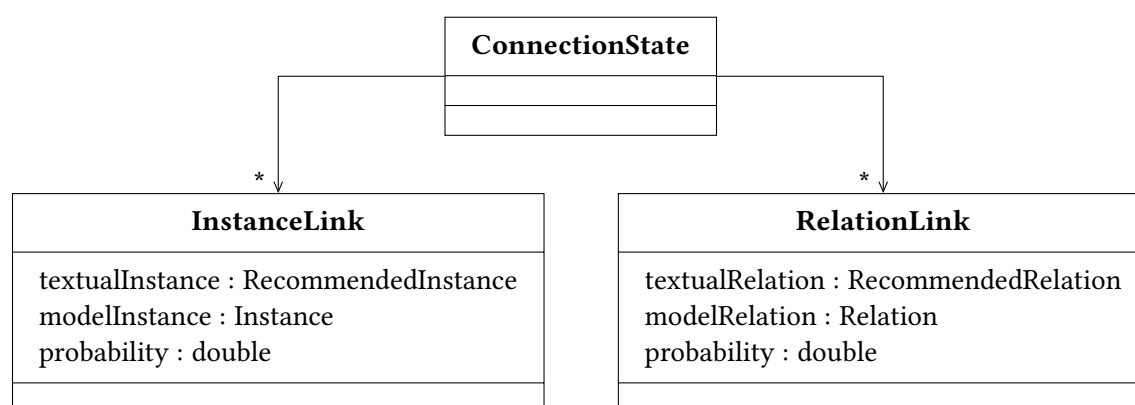 ConnectionState
*
*
InstanceLink
textualInstance : RecommendedInstance
modelInstance : Instance
probability : double
RelationLink
textualRelation : RecommendedRelation
modelRelation : Relation
probability : double